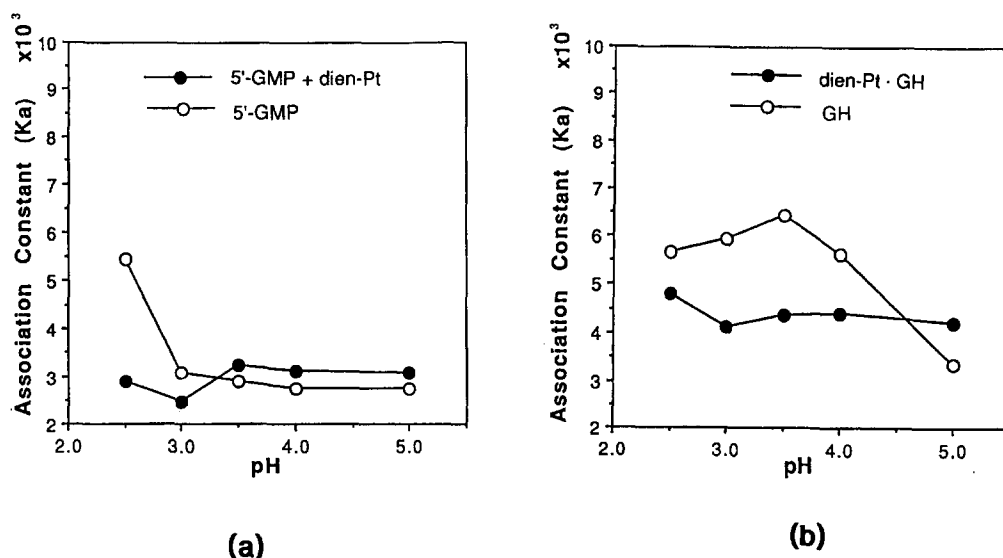 Association Constant (Ka) x10³
10
9
8
7
6
5
4
3
2
5'-GMP + dien-Pt
5'-GMP
2.0 3.0 4.0 5.0
pH
(a)
Association Constant (Ka) x10³
10
9
8
7
6
5
4
3
2
dien-Pt · GH
GH
2.0 3.0 4.0 5.0
pH
(b)